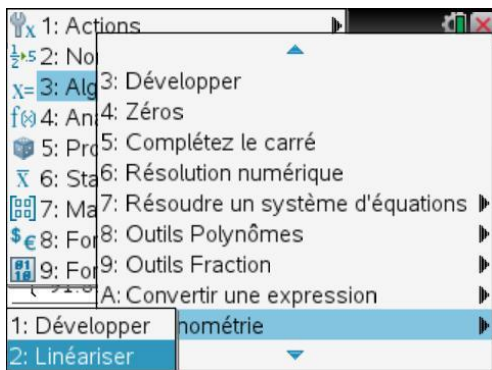 1: Actions
2: No
3: Alg
4: An
5: Pro
6: Sta
7: Ma
8: For
9: For
3: Développer
4: Zéros
5: Complétez le carré
6: Résolution numérique
7: Résoudre un système d'équations
8: Outils Polynômes
9: Outils Fraction
A: Convertir une expression
nométrie
1: Développer
2: Linéariser